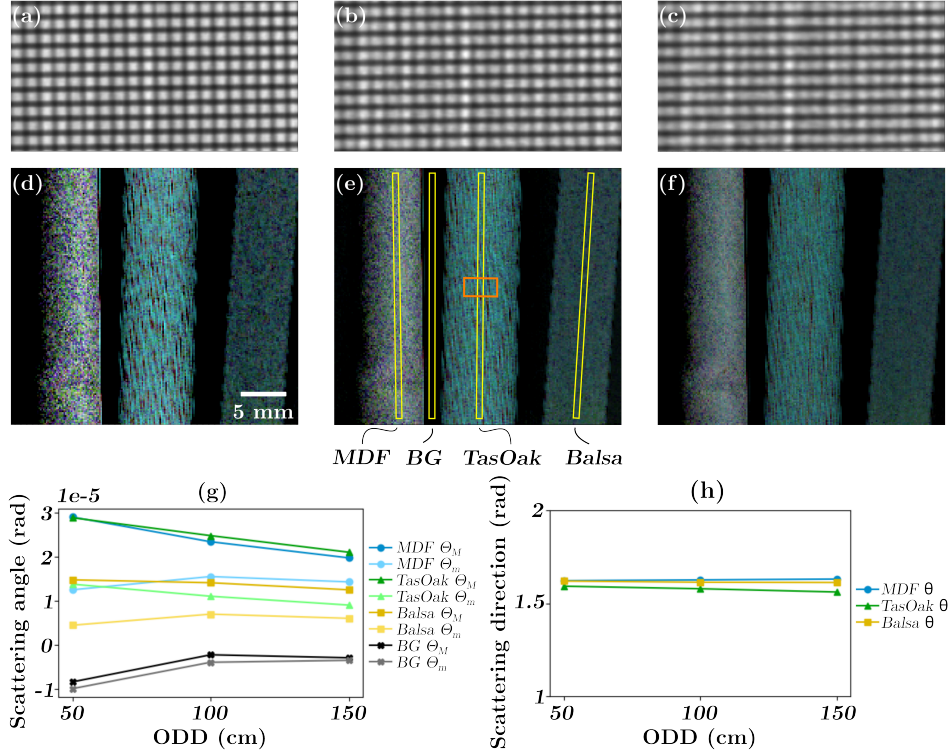 (a) (b) (c)
(d) (e) (f)
5 mm
MDF BG TasOak Balsa
(g)
1e-5
Scattering angle (rad)
3
2
1
0
-1
50 100 150
ODD (cm)
MDF Θ_M
MDF Θ_m
TasOak Θ_M
TasOak Θ_m
Balsa Θ_M
Balsa Θ_m
BG Θ_M
BG Θ_m
(h)
Scattering direction (rad)
2
1.5
1
50 100 150
ODD (cm)
MDF θ
TasOak θ
Balsa θ